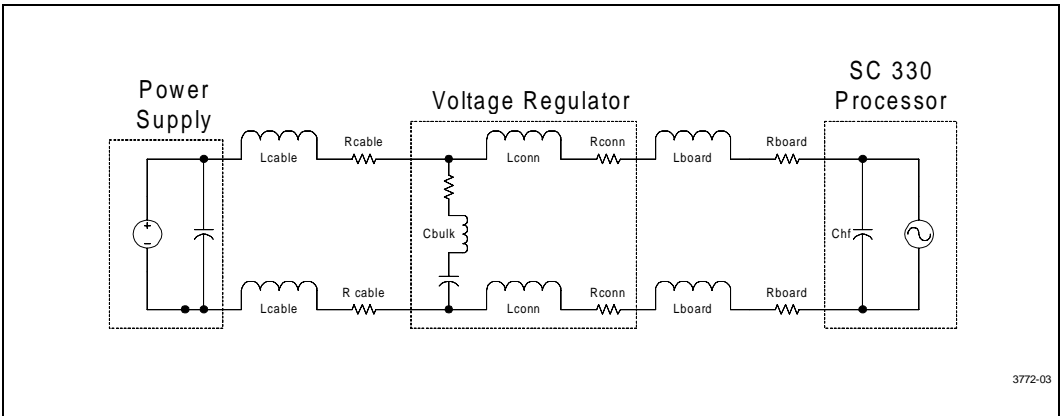 Power
Supply
Voltage Regulator
SC 330
Processor
Lcable
Rcable
Lconn
Rconn
Lboard
Rboard
+
−
Cbulk
Chf
Lcable
R cable
Lconn
Rconn
Lboard
Rboard
3772-03